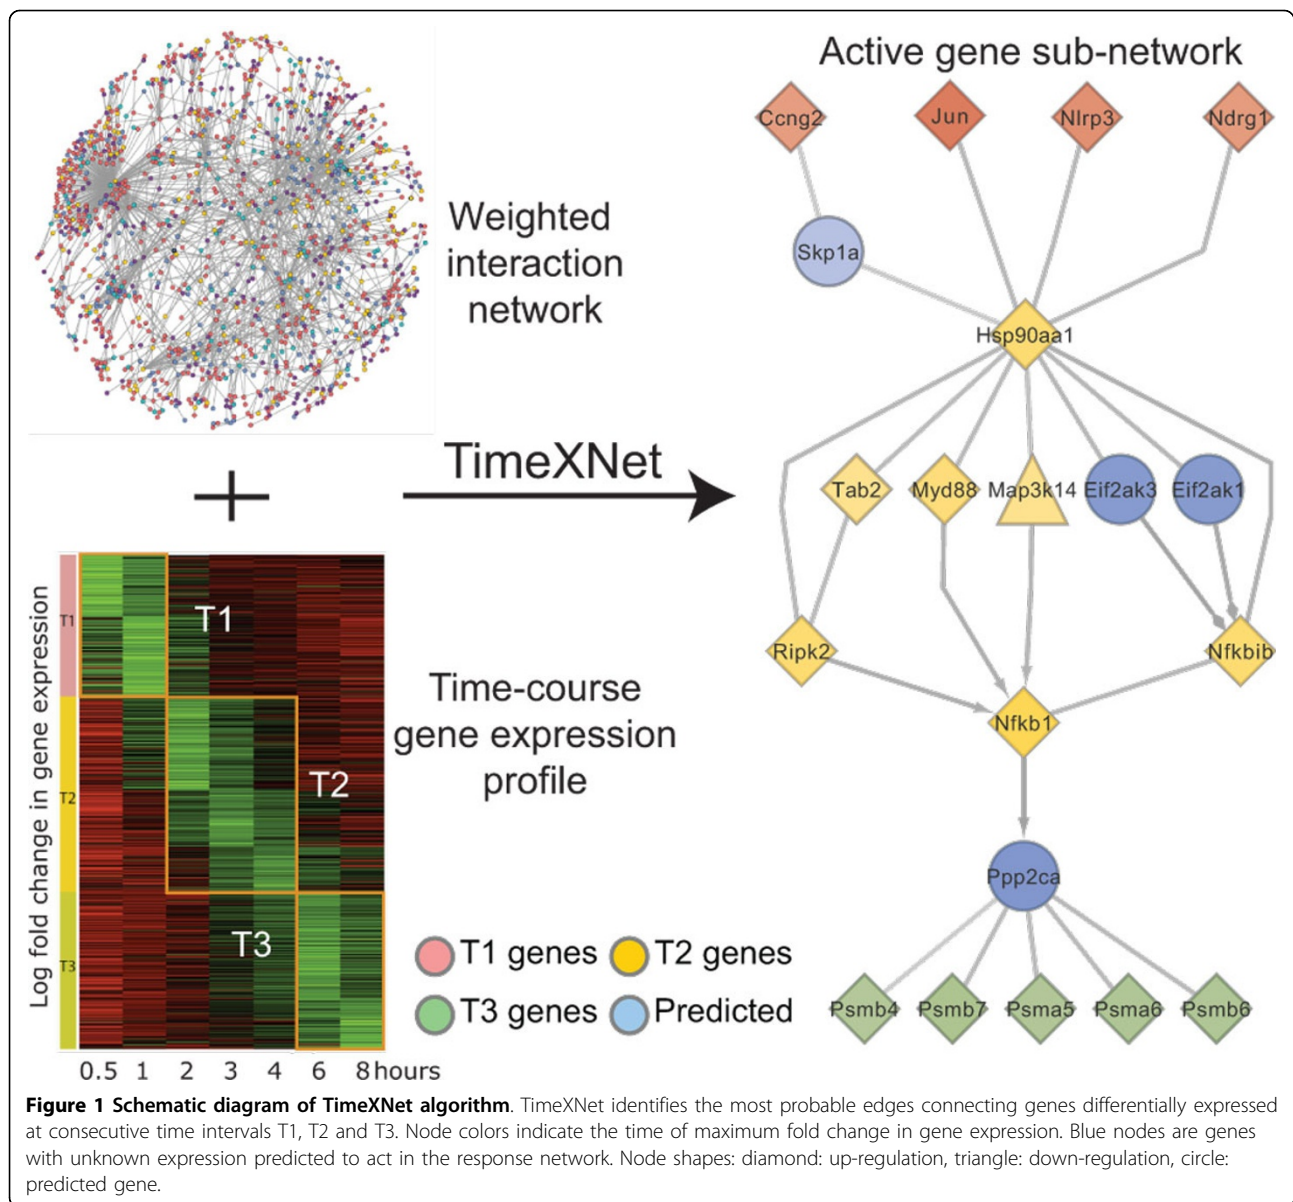 Active gene sub-network
Ccng2
Jun
Nlrp3
Ndrg1
Skp1a
Hsp90aa1
Tab2
Myd88
Map3k14
Eif2ak3
Eif2ak1
Ripk2
Nfkbib
Nfkb1
Ppp2ca
Psmb4
Psmb7
Psma5
Psma6
Psmb6
Weighted
interaction
network
+
TimeXNet
Log fold change in gene expression
T1
T2
T3
T1
T2
T3
0.5 1 2 3 4 6 8 hours
Time-course
gene expression
profile
T1 genes
T2 genes
T3 genes
Predicted
Figure 1 Schematic diagram of TimeXNet algorithm. TimeXNet identifies the most probable edges connecting genes differentially expressed
at consecutive time intervals T1, T2 and T3. Node colors indicate the time of maximum fold change in gene expression. Blue nodes are genes
with unknown expression predicted to act in the response network. Node shapes: diamond: up-regulation, triangle: down-regulation, circle:
predicted gene.